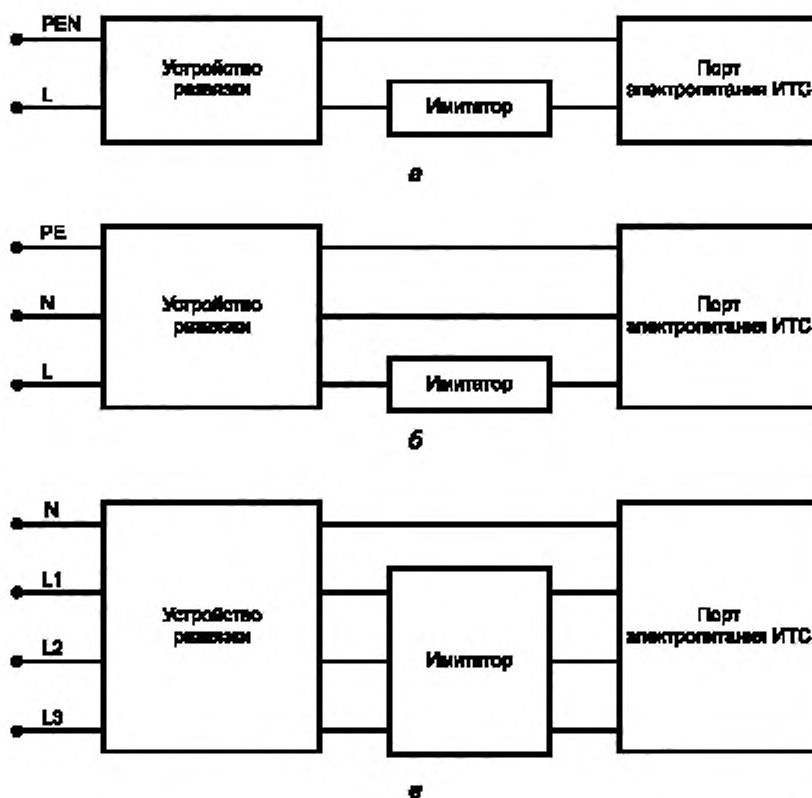 PEN
L
Устройство
развязки
Имитатор
Порт
электропитания ИТС
а
PE
N
L
Устройство
развязки
Имитатор
Порт
электропитания ИТС
б
N
L1
L2
L3
Устройство
развязки
Имитатор
Порт
электропитания ИТС
в